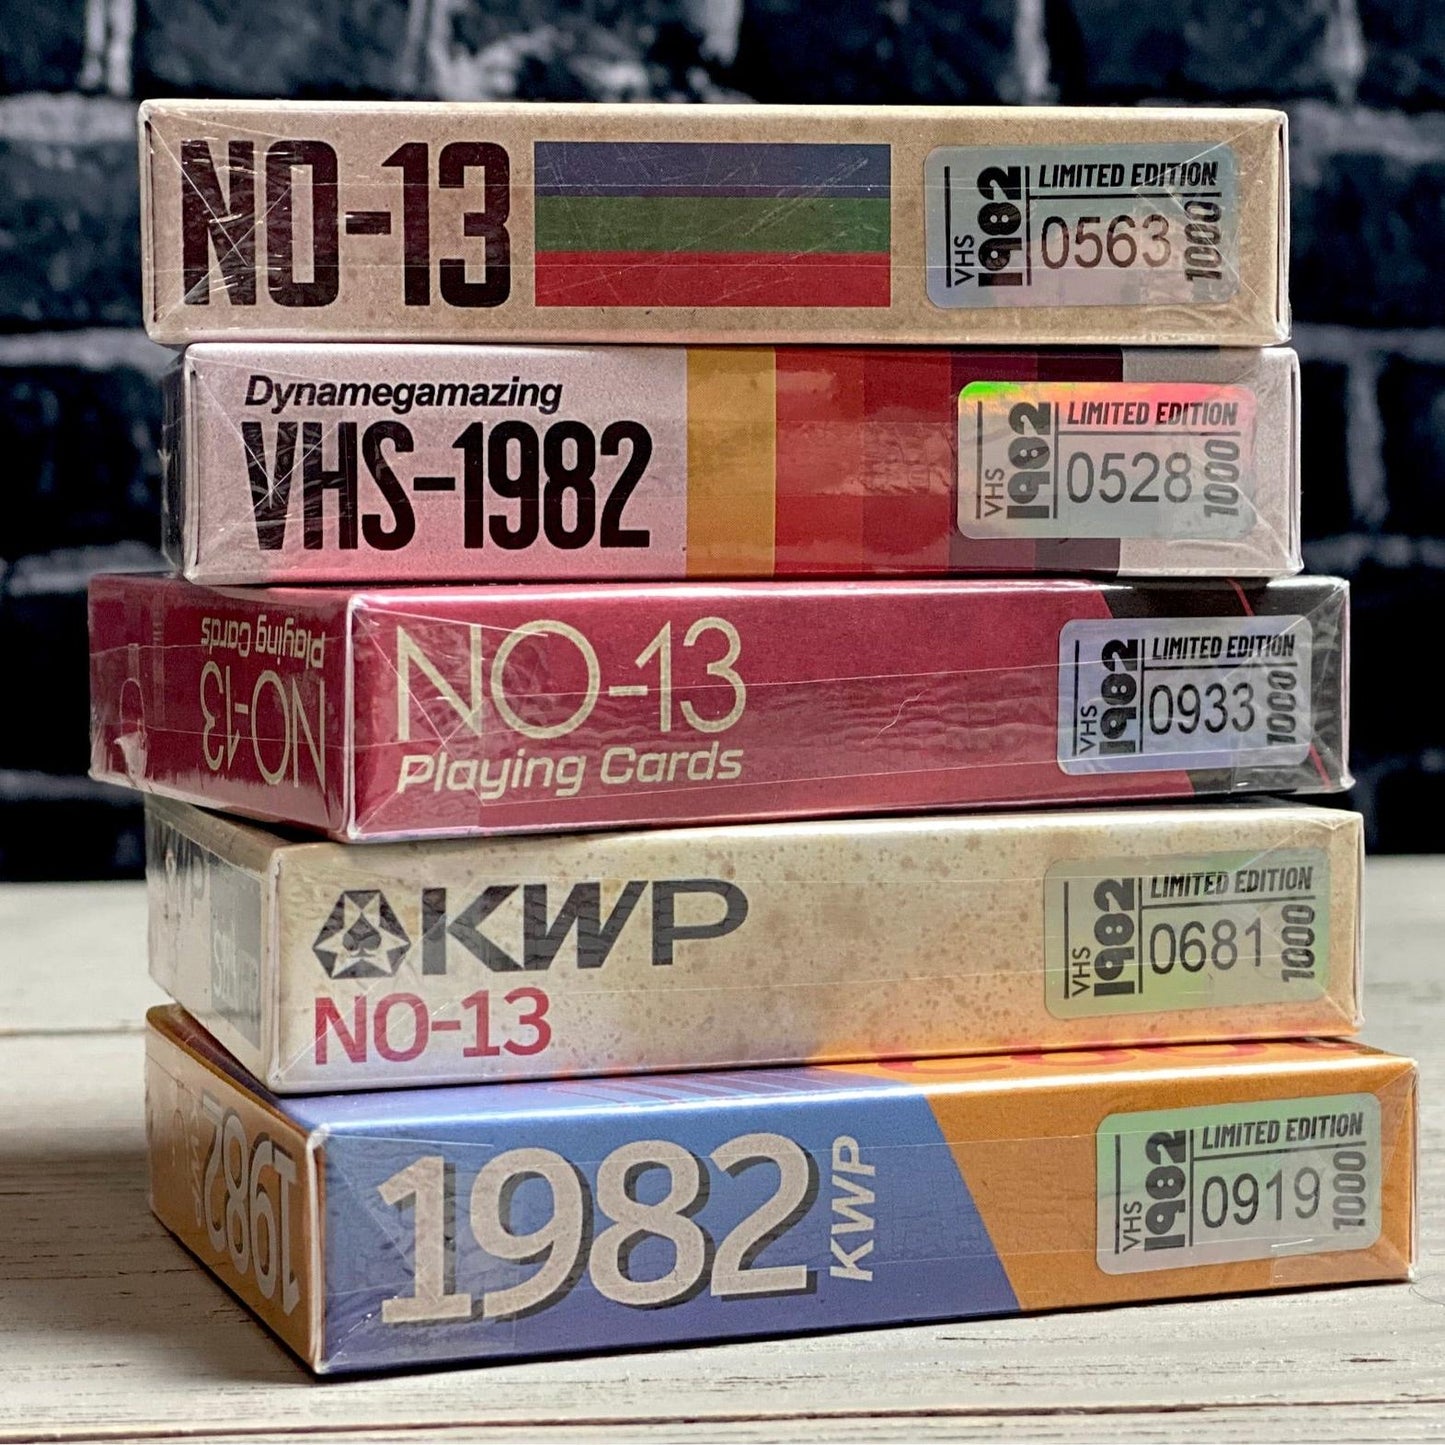 NO-13
VHS
1982
LIMITED EDITION
0563
1000
Dynamegamazing
VHS-1982
VHS
1982
LIMITED EDITION
0528
1000
NO-13
Playing Cards
NO-13
Playing Cards
VHS
1982
LIMITED EDITION
0933
1000
KWP
NO-13
VHS
1982
LIMITED EDITION
0681
1000
1982
1982
KWP
VHS
1982
LIMITED EDITION
0919
1000